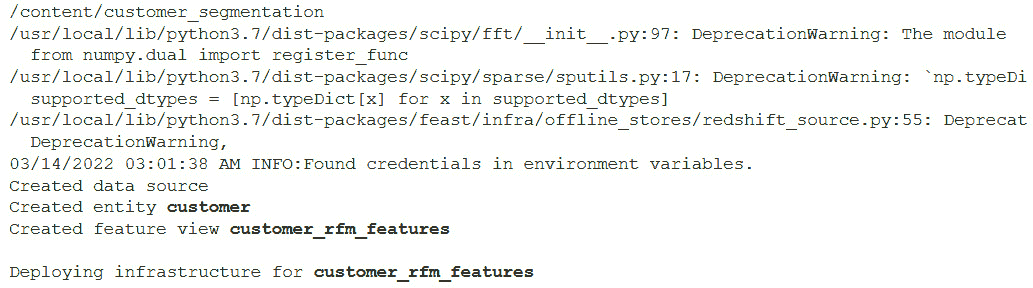 /content/customer_segmentation
/usr/local/lib/python3.7/dist-packages/scipy/fft/__init__.py:97: DeprecationWarning: The module
from numpy.dual import register_func
/usr/local/lib/python3.7/dist-packages/scipy/sparse/sputils.py:17: DeprecationWarning: `np.typeDi
supported_dtypes = [np.typeDict[x] for x in supported_dtypes]
/usr/local/lib/python3.7/dist-packages/feast/infra/offline_stores/redshift_source.py:55: Deprecat
DeprecationWarning,
03/14/2022 03:01:38 AM INFO:Found credentials in environment variables.
Created data source
Created entity customer
Created feature view customer_rfm_features
Deploying infrastructure for customer_rfm_features